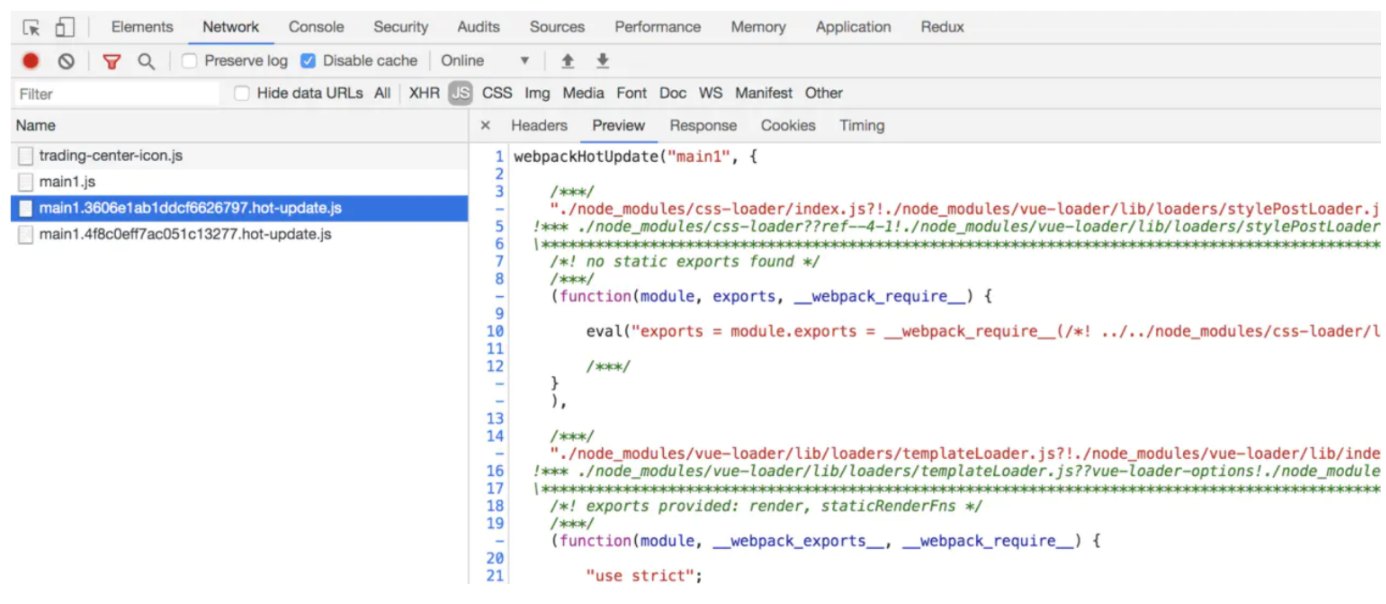 Elements Network Console Security Audits Sources Performance Memory Application Redux
Preserve log Disable cache Online
Filter Hide data URLs All XHR JS CSS Img Media Font Doc WS Manifest Other
Name
trading-center-icon.js
main1.js
main1.3606e1ab1ddcf6626797.hot-update.js
main1.4f8c0eff7ac051c13277.hot-update.js
× Headers Preview Response Cookies Timing
1 webpackHotUpdate("main1", {
2
3 /***/
- "./node_modules/css-loader/index.js?!./node_modules/vue-loader/lib/loaders/stylePostLoader.j
5 !*** ./node_modules/css-loader??ref--4-1!./node_modules/vue-loader/lib/loaders/stylePostLoader
6 \*********************************************************************************************
7 /*! no static exports found */
8 /***/
- (function(module, exports, __webpack_require__) {
9
10 eval("exports = module.exports = __webpack_require__(/*! ../../node_modules/css-loader/l
11
12 /***/
- }
- ),
13
14 /***/
- "./node_modules/vue-loader/lib/loaders/templateLoader.js?!./node_modules/vue-loader/lib/inde
16 !*** ./node_modules/vue-loader/lib/loaders/templateLoader.js??vue-loader-options!./node_module
17 \*********************************************************************************************
18 /*! exports provided: render, staticRenderFns */
19 /***/
- (function(module, __webpack_exports__, __webpack_require__) {
20
21 "use strict";